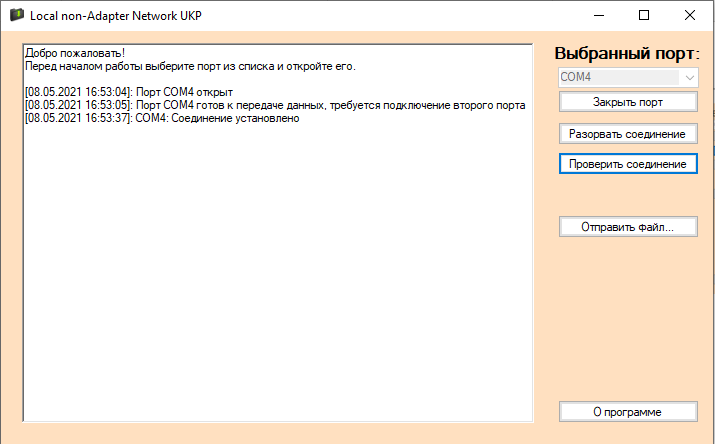 Local non-Adapter Network UKP
Добро пожаловать!
Перед началом работы выберите порт из списка и откройте его.
[08.05.2021 16:53:04]: Порт COM4 открыт
[08.05.2021 16:53:05]: Порт COM4 готов к передаче данных, требуется подключение второго порта
[08.05.2021 16:53:37]: COM4: Соединение установлено
Выбранный порт:
COM4
Закрыть порт
Разорвать соединение
Проверить соединение
Отправить файл...
О программе